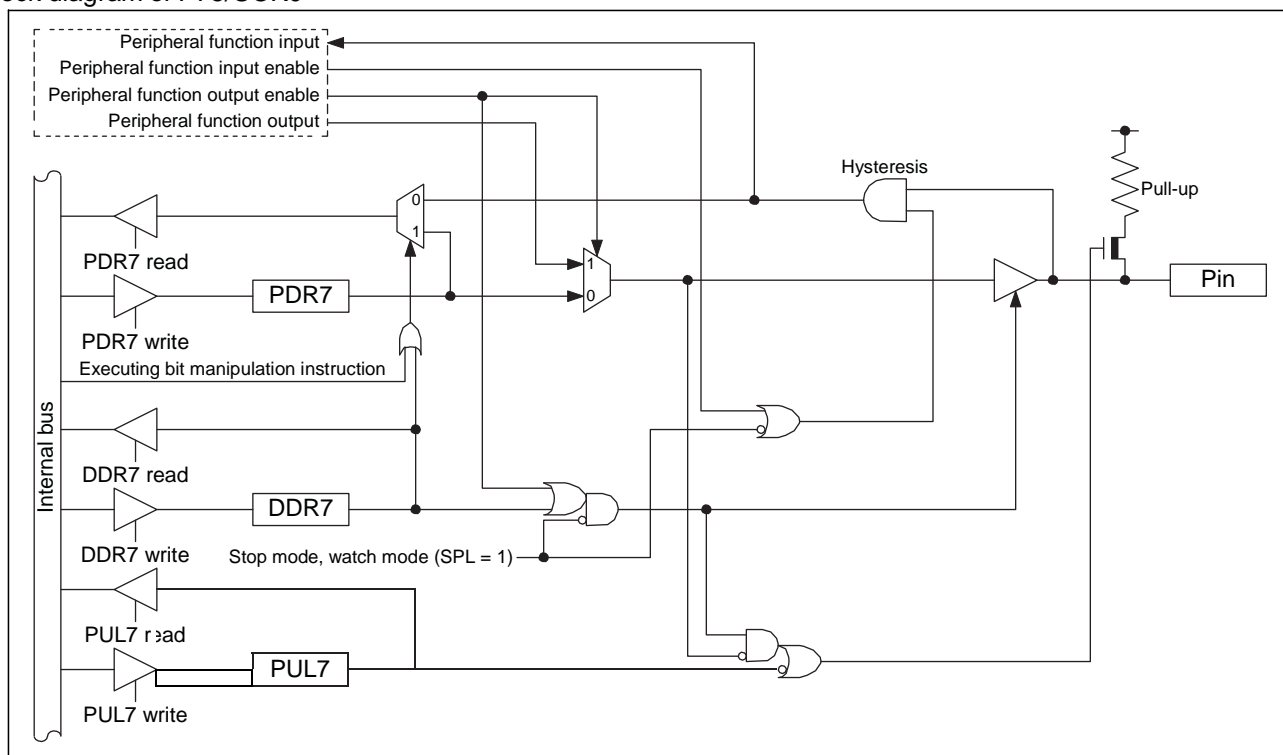 Peripheral function input
Peripheral function input enable
Peripheral function output enable
Peripheral function output
Hysteresis
Pull-up
0
1
PDR7 read
1
PDR7
0
Pin
PDR7 write
Executing bit manipulation instruction
Internal bus
DDR7 read
DDR7
DDR7 write
Stop mode, watch mode (SPL = 1)
PUL7 read
PUL7
PUL7 write